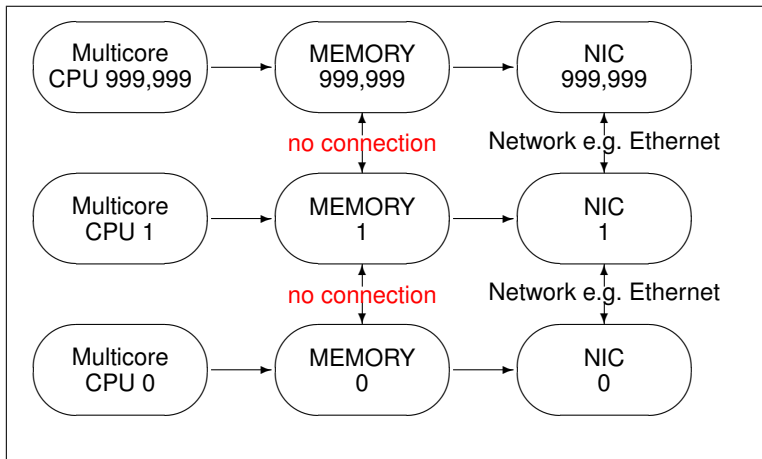 Multicore
CPU 999,999
MEMORY
999,999
NIC
999,999
no connection
Network e.g. Ethernet
Multicore
CPU 1
MEMORY
1
NIC
1
no connection
Network e.g. Ethernet
Multicore
CPU 0
MEMORY
0
NIC
0